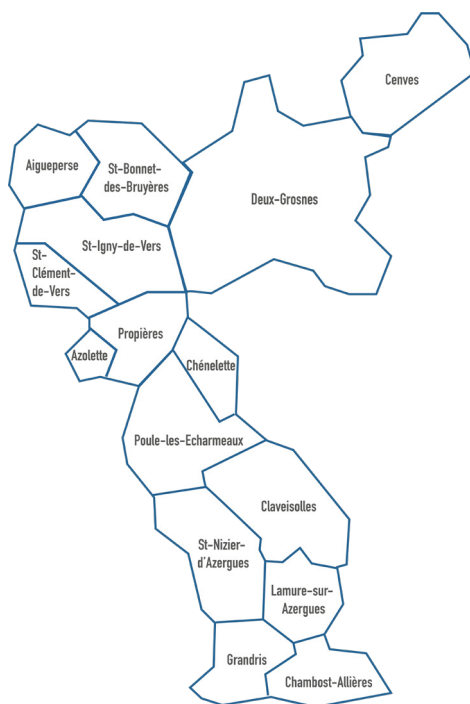 Cenves
Aigueperse
St-Bonnet-
des-Bruyères
Deux-Grosnes
St-Igny-de-Vers
St-
Clément-
de-Vers
Propières
Azolette
Chénelette
Poule-les-Echarmeaux
Claveisolles
St-Nizier-
d'Azergues
Lamure-sur-
Azergues
Grandris
Chambost-Allières